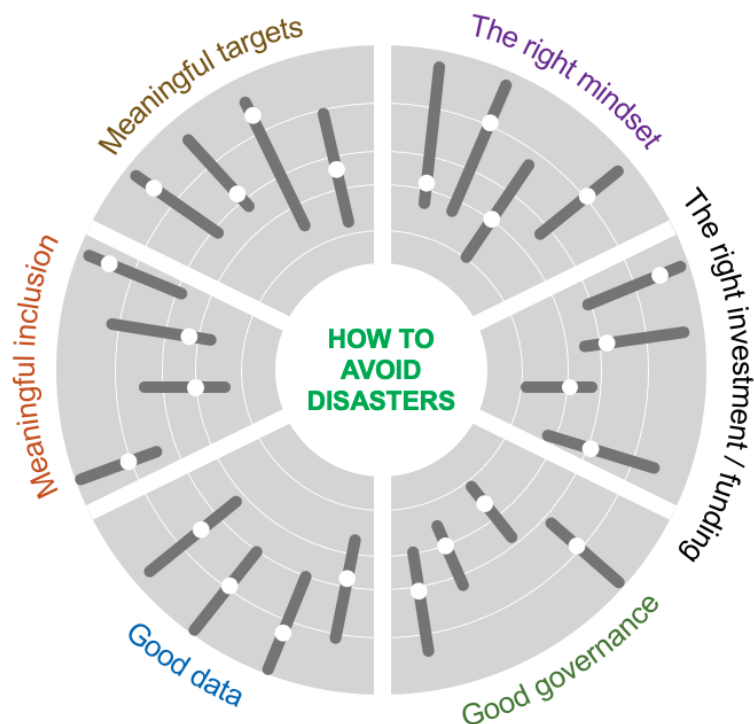 Meaningful targets
The right mindset
The right investment / funding
Good governance
Good data
Meaningful inclusion
HOW TO
AVOID
DISASTERS